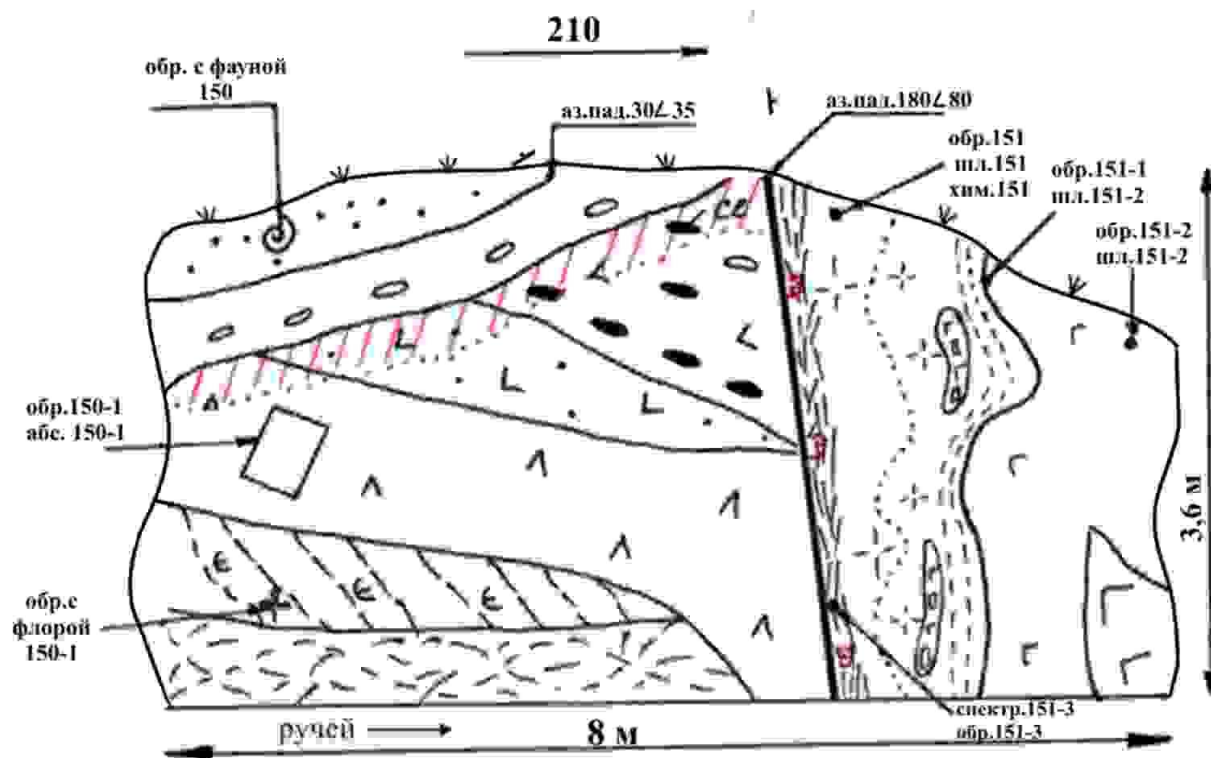 210
обр. с фауной
150
аз.пад.30∠35
аз.пад.180∠80
обр.151
шл.151
хим.151
обр.151-1
шл.151-2
обр.151-2
шл.151-2
обр.150-1
абс. 150-1
3,6 м
обр.с
флорой
150-1
спектр.151-3
обр.151-3
ручей
8 м